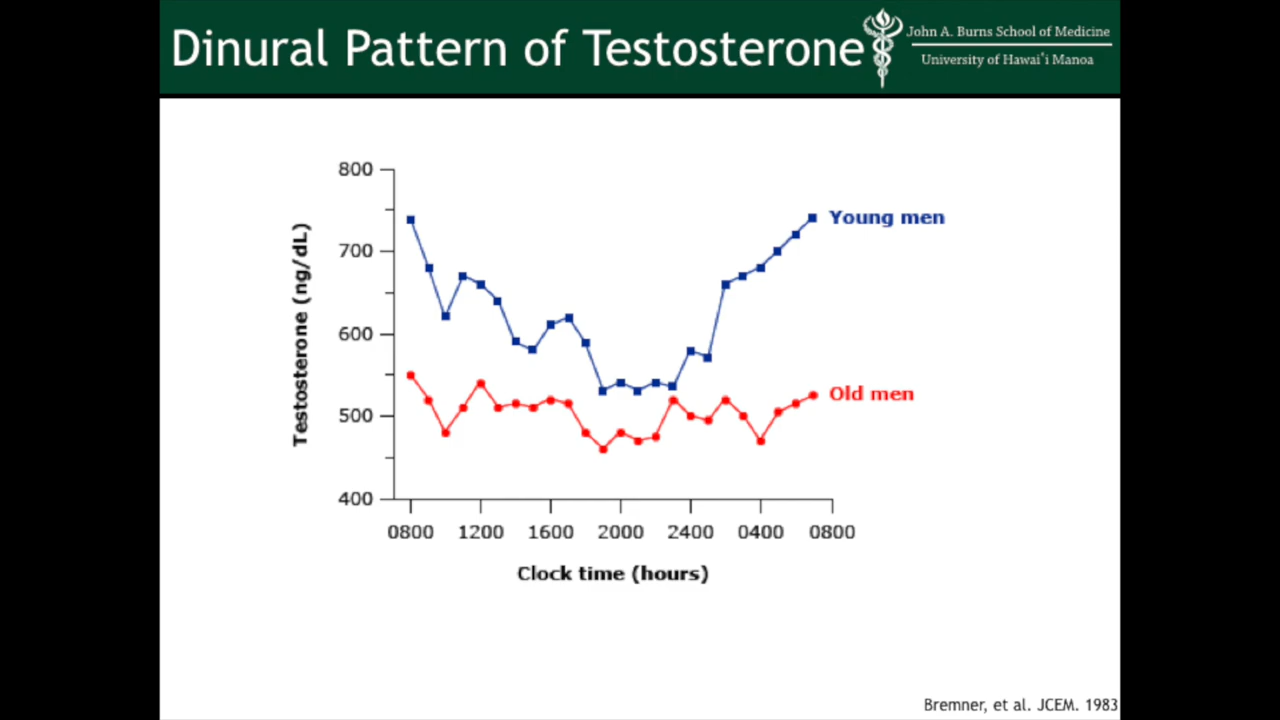 Dinural Pattern of Testosterone
John A. Burns School of Medicine
University of Hawai'i Manoa
800
700
600
500
400
Testosterone (ng/dL)
Young men
Old men
0800 1200 1600 2000 2400 0400 0800
Clock time (hours)
Bremner, et al. JCEM. 1983